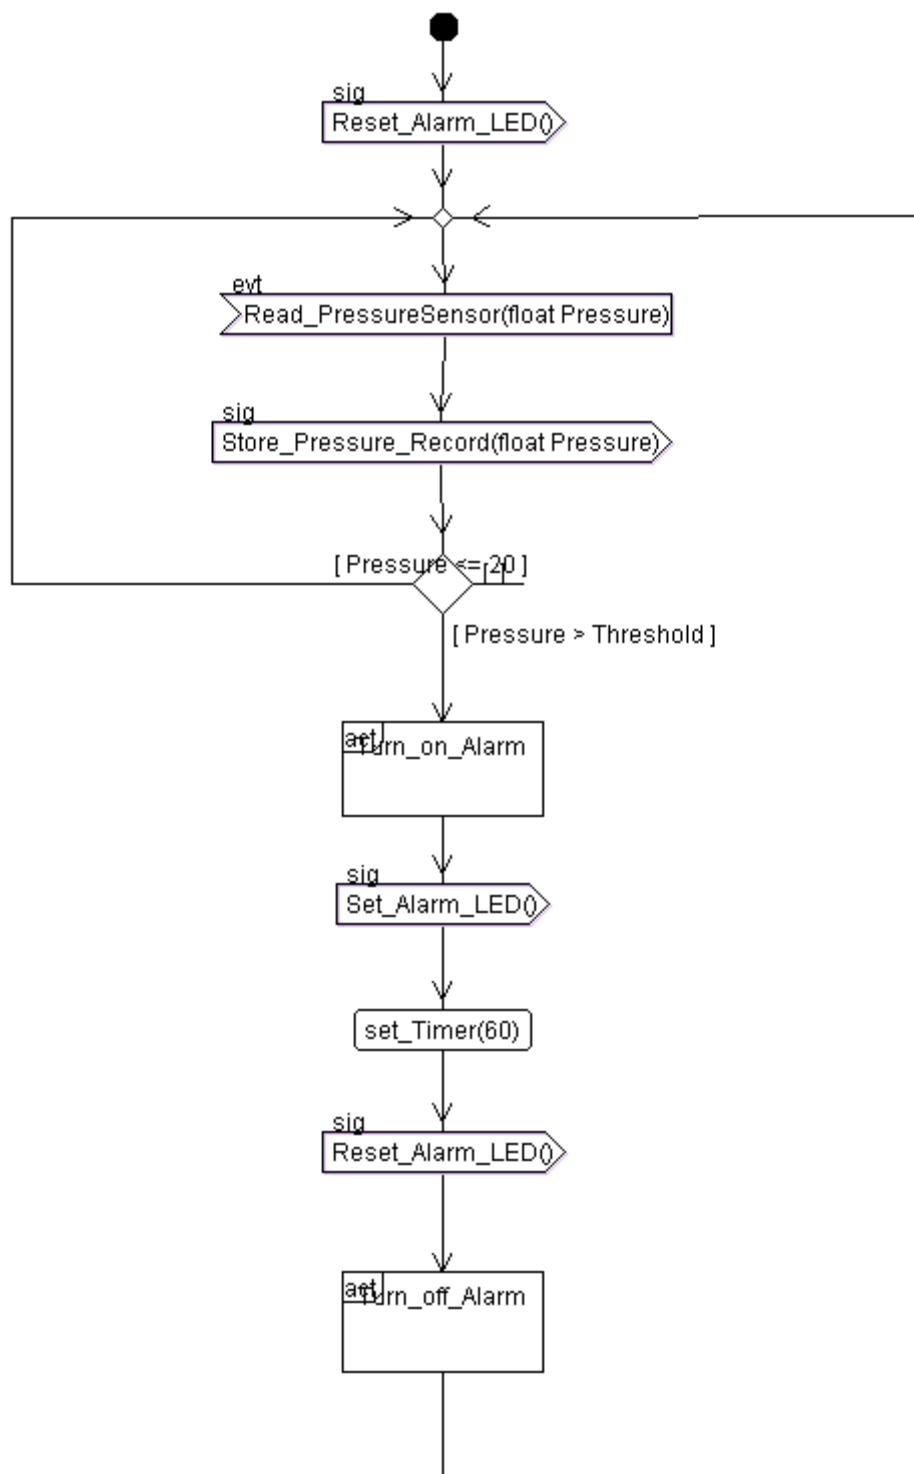 sig
Reset_Alarm_LED()
evt
Read_PressureSensor(float Pressure)
sig
Store_Pressure_Record(float Pressure)
[ Pressure <= 20 ]
[ ]
[ Pressure > Threshold ]
act
Turn_on_Alarm
sig
Set_Alarm_LED()
set_Timer(60)
sig
Reset_Alarm_LED()
act
Turn_off_Alarm